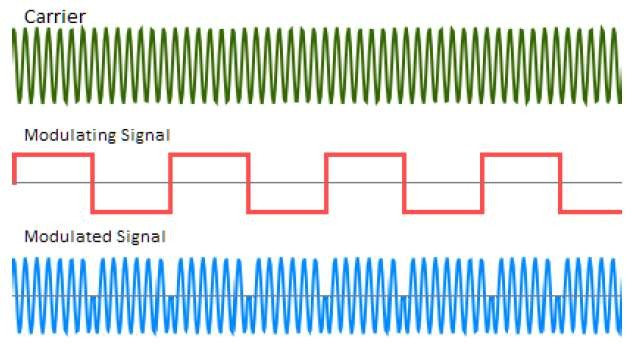 Carrier
Modulating Signal
Modulated Signal